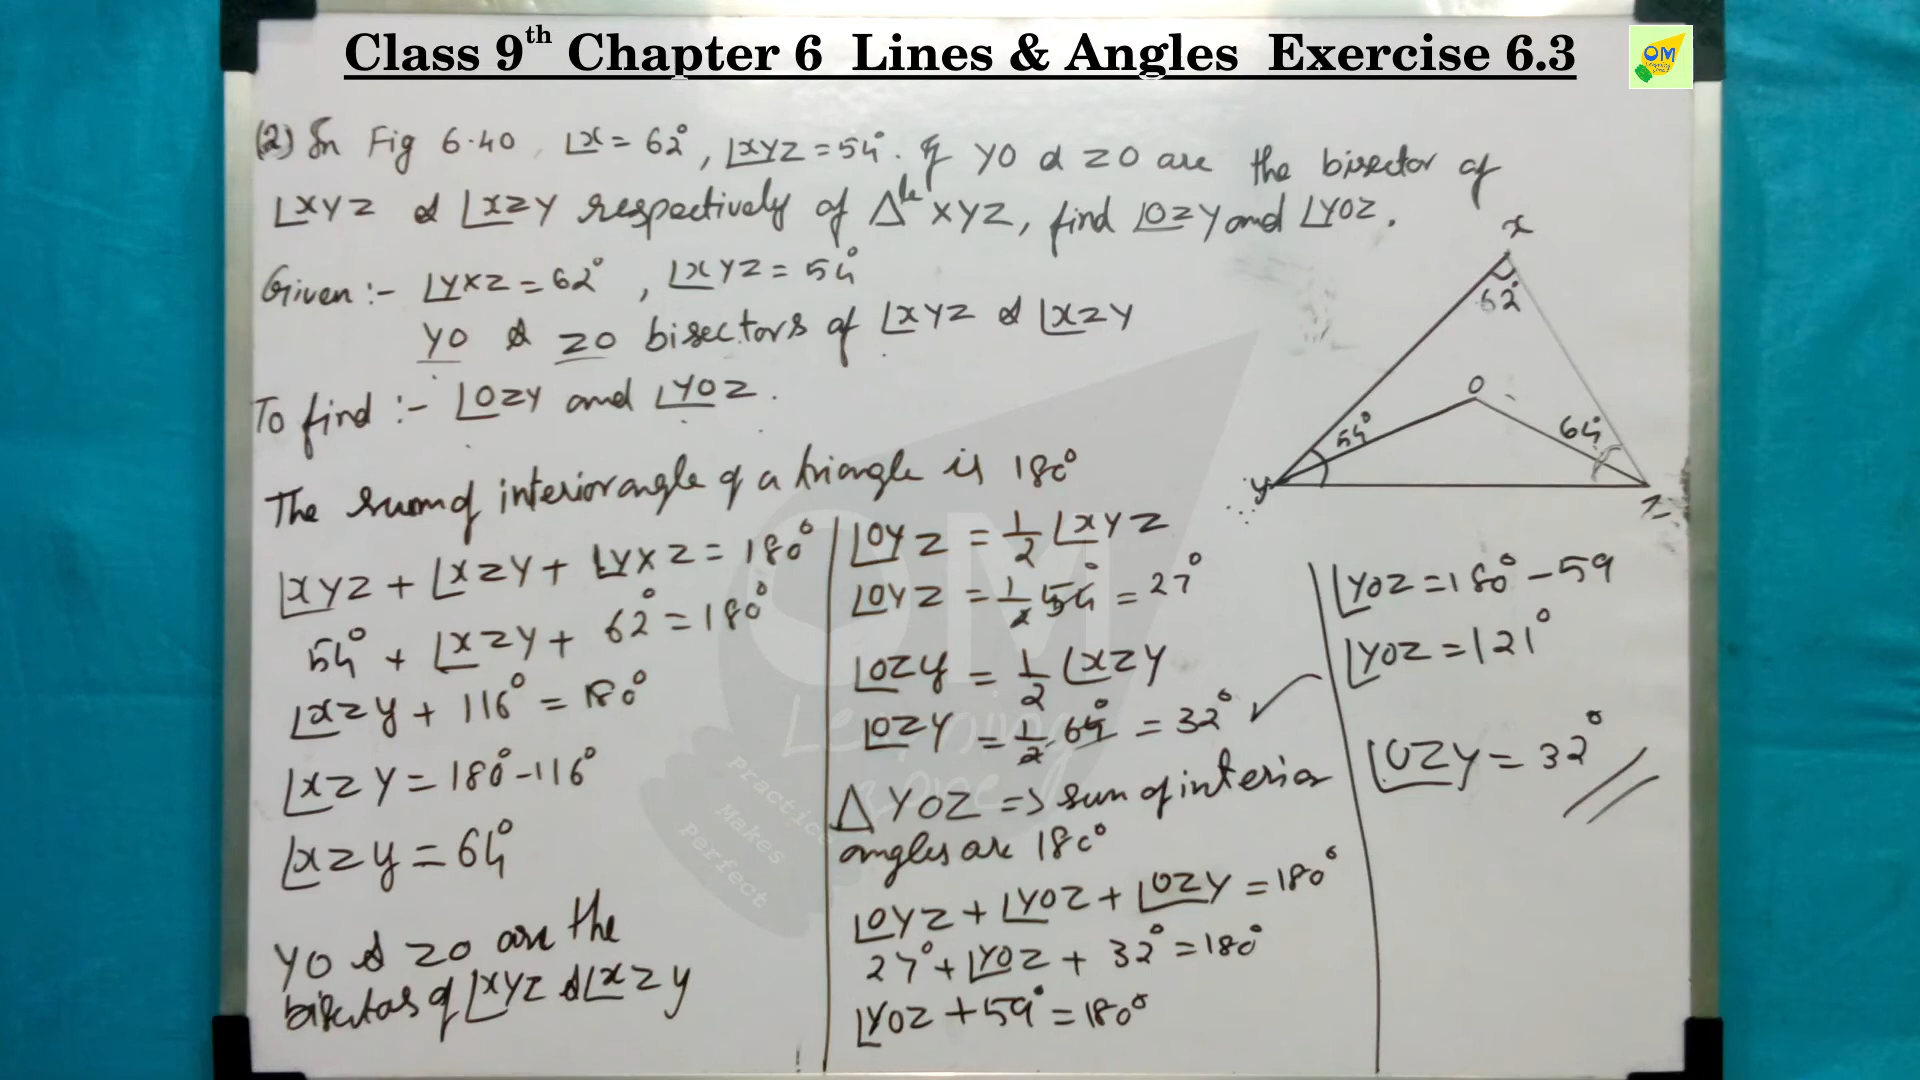 Class 9th Chapter 6 Lines & Angles Exercise 6.3
OM
(2) In Fig 6.40, ∠x = 62°, ∠XYZ = 54°. If YO & ZO are the bisector of
∠XYZ & ∠XZY respectively of Δle XYZ, find ∠OZY and ∠YOZ.
Given :- ∠YXZ = 62°, ∠XYZ = 54°
YO & ZO bisectors of ∠XYZ & ∠XZY
To find :- ∠OZY and ∠YOZ.
X
62°
O
54°
64°
Y
Z
The sum of interior angle of a triangle is 180°
∠XYZ + ∠XZY + ∠YXZ = 180°
54° + ∠XZY + 62° = 180°
∠XZY + 116° = 180°
∠XZY = 180° - 116°
∠XZY = 64°
YO & ZO are the
bisectors of ∠XYZ & ∠XZY
∠OYZ = 1/2 ∠XYZ
∠OYZ = 1/2 54° = 27°
∠OZY = 1/2 ∠XZY
∠OZY = 1/2 64° = 32°
Δ YOZ => sum of interior
angles are 180°
∠OYZ + ∠YOZ + ∠OZY = 180°
27° + ∠YOZ + 32° = 180°
∠YOZ + 59° = 180°
∠YOZ = 180° - 59
∠YOZ = 121°
∠OZY = 32°
OM
Practice
Makes
Perfect